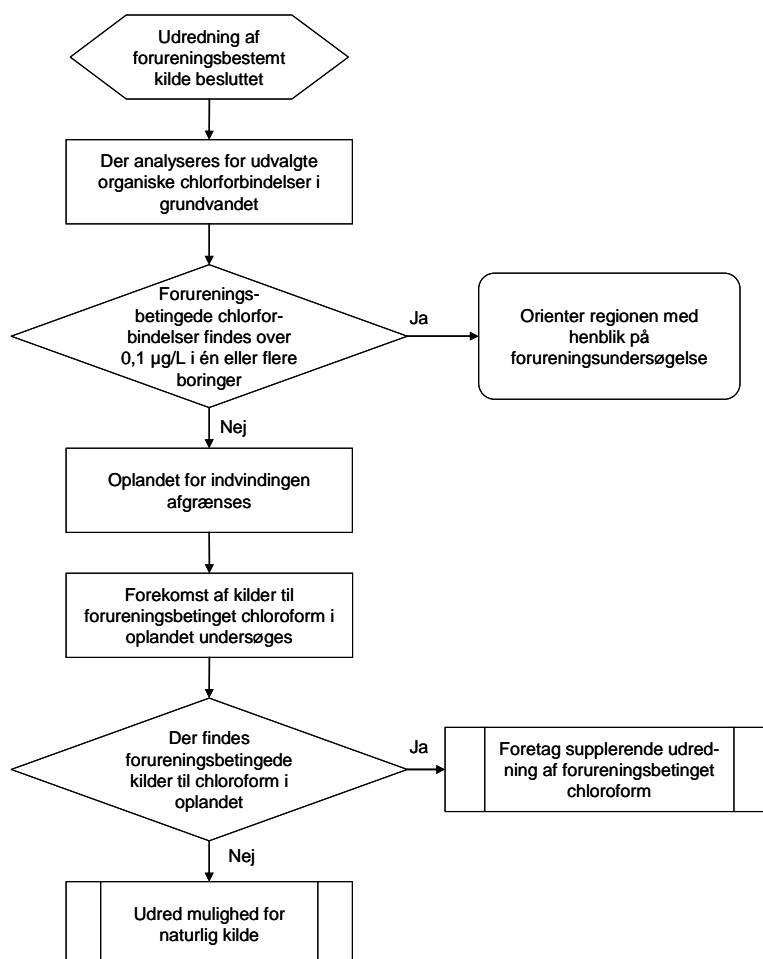 Udredning af
forureningsbestemt
kilde besluttet
Der analyseres for udvalgte
organiske chlorforbindelser i
grundvandet
Forurenings-
betingede chlorfor-
bindelser findes over
0,1 µg/L i én eller flere
boringer
Ja
Orienter regionen med
henblik på
forureningsundersøgelse
Nej
Oplandet for indvindingen
afgrænses
Forekomst af kilder til
forureningsbetinget chloroform i
oplandet undersøges
Der findes
forureningsbetingede
kilder til chloroform i
oplandet
Ja
Foretag supplerende udred-
ning af forureningsbetinget
chloroform
Nej
Udred mulighed for
naturlig kilde